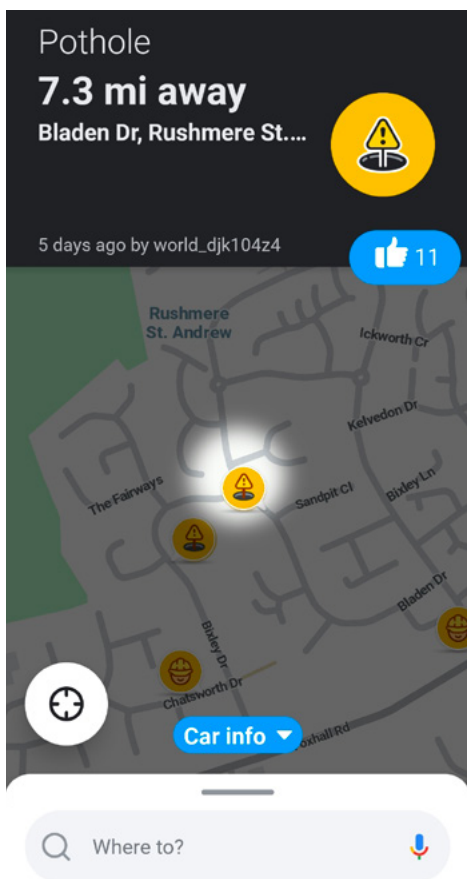 Pothole
7.3 mi away
Bladen Dr, Rushmere St....
5 days ago by world_djk104z4
11
Rushmere
St. Andrew
Ickworth Cr
Kelvedon Dr
The Fairways
Sandpit Cl
Bixley Ln
Bladen Dr
Bixley Dr
Chatsworth Dr
Car info
oxhall Rd
Where to?